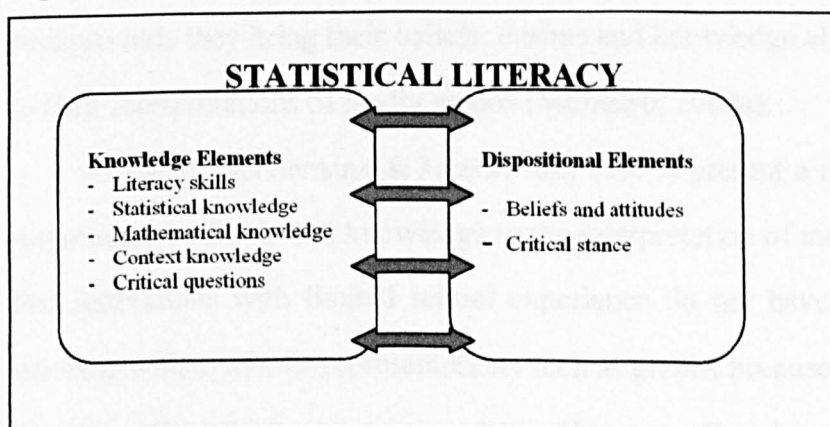 STATISTICAL LITERACY
Knowledge Elements
- Literacy skills
- Statistical knowledge
- Mathematical knowledge
- Context knowledge
- Critical questions
Dispositional Elements
- Beliefs and attitudes
- Critical stance